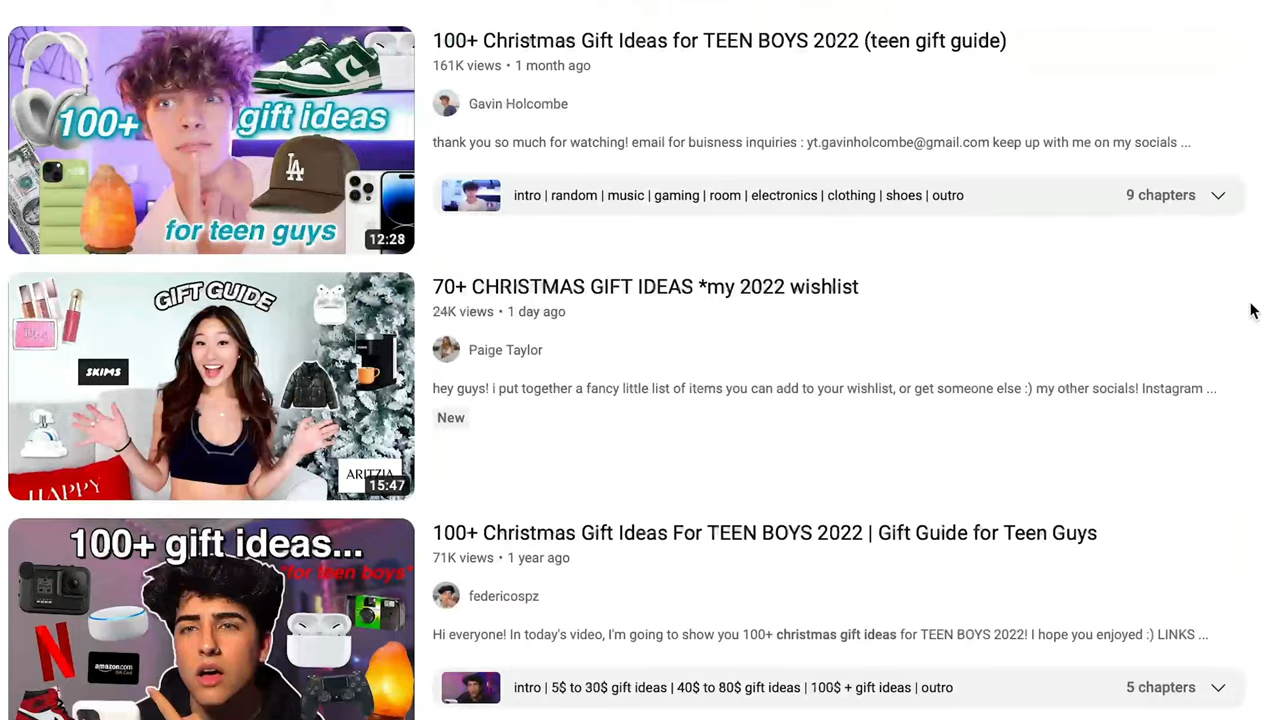 100+ gift ideas
for teen guys
LA
12:28
100+ Christmas Gift Ideas for TEEN BOYS 2022 (teen gift guide)
161K views • 1 month ago
Gavin Holcombe
thank you so much for watching! email for buisness inquiries : yt.gavinholcombe@gmail.com keep up with me on my socials ...
intro | random | music | gaming | room | electronics | clothing | shoes | outro
9 chapters
GIFT GUIDE
SKIMS
ARITZIA
HAPPY
15:47
70+ CHRISTMAS GIFT IDEAS *my 2022 wishlist
24K views • 1 day ago
Paige Taylor
hey guys! i put together a fancy little list of items you can add to your wishlist, or get someone else :) my other socials! Instagram ...
New
100+ gift ideas...
*for teen boys*
N
amazon.com
100+ Christmas Gift Ideas For TEEN BOYS 2022 | Gift Guide for Teen Guys
71K views • 1 year ago
federicospz
Hi everyone! In today's video, I'm going to show you 100+ christmas gift ideas for TEEN BOYS 2022! I hope you enjoyed :) LINKS ...
intro | 5$ to 30$ gift ideas | 40$ to 80$ gift ideas | 100$ + gift ideas | outro
5 chapters